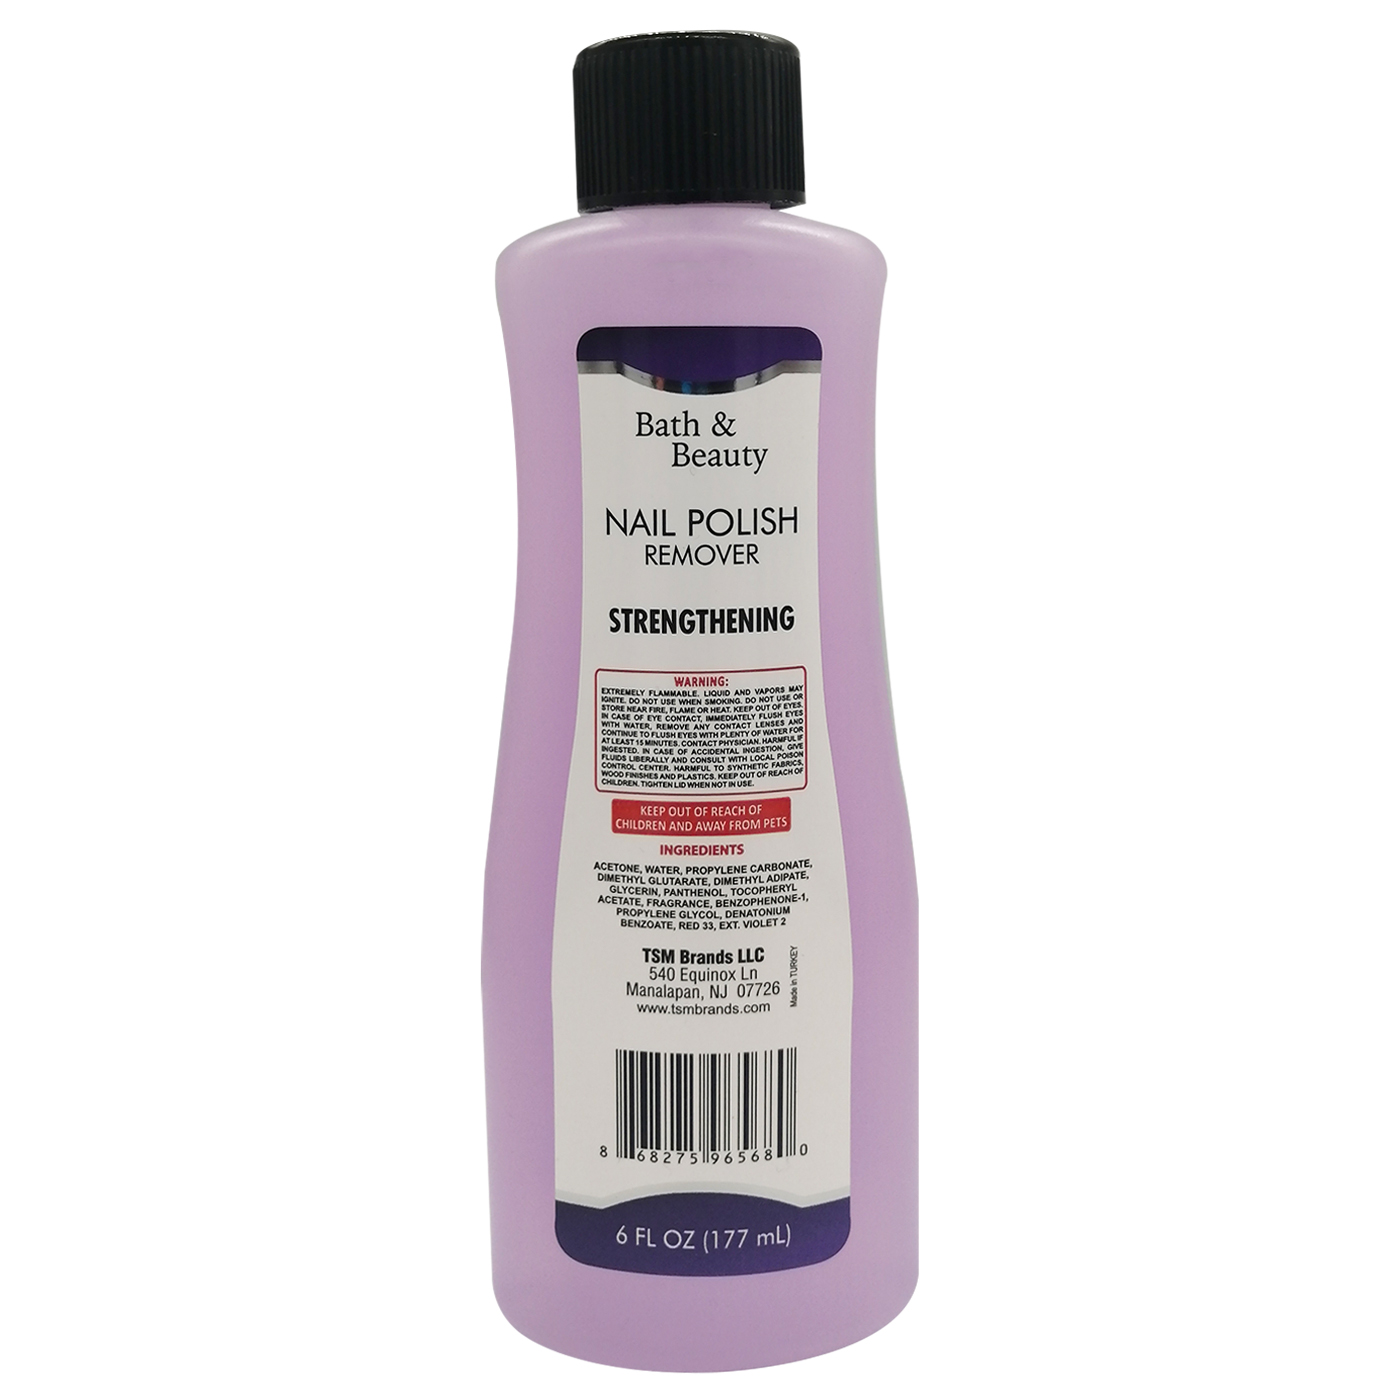 Bath &
Beauty
NAIL POLISH
REMOVER
STRENGTHENING
WARNING:
EXTREMELY FLAMMABLE. LIQUID AND VAPORS MAY
IGNITE. DO NOT USE WHEN SMOKING. DO NOT USE OR
STORE NEAR FIRE, FLAME OR HEAT. KEEP OUT OF EYES.
IN CASE OF EYE CONTACT, IMMEDIATELY FLUSH EYES
WITH WATER, REMOVE ANY CONTACT LENSES AND
CONTINUE TO FLUSH EYES WITH PLENTY OF WATER FOR
AT LEAST 15 MINUTES. CONTACT PHYSICIAN. HARMFUL IF
INGESTED. IN CASE OF ACCIDENTAL INGESTION, GIVE
FLUIDS LIBERALLY AND CONSULT WITH LOCAL POISON
CONTROL CENTER. HARMFUL TO SYNTHETIC FABRICS,
WOOD FINISHES AND PLASTICS. KEEP OUT OF REACH OF
CHILDREN. TIGHTEN LID WHEN NOT IN USE.
KEEP OUT OF REACH OF
CHILDREN AND AWAY FROM PETS
INGREDIENTS
ACETONE, WATER, PROPYLENE CARBONATE,
DIMETHYL GLUTARATE, DIMETHYL ADIPATE,
GLYCERIN, PANTHENOL, TOCOPHERYL
ACETATE, FRAGRANCE, BENZOPHENONE-1,
PROPYLENE GLYCOL, DENATONIUM
BENZOATE, RED 33, EXT. VIOLET 2
TSM Brands LLC
540 Equinox Ln
Manalapan, NJ 07726
www.tsmbrands.com
Made in TURKEY
8 68275 96568 0
6 FL OZ (177 mL)